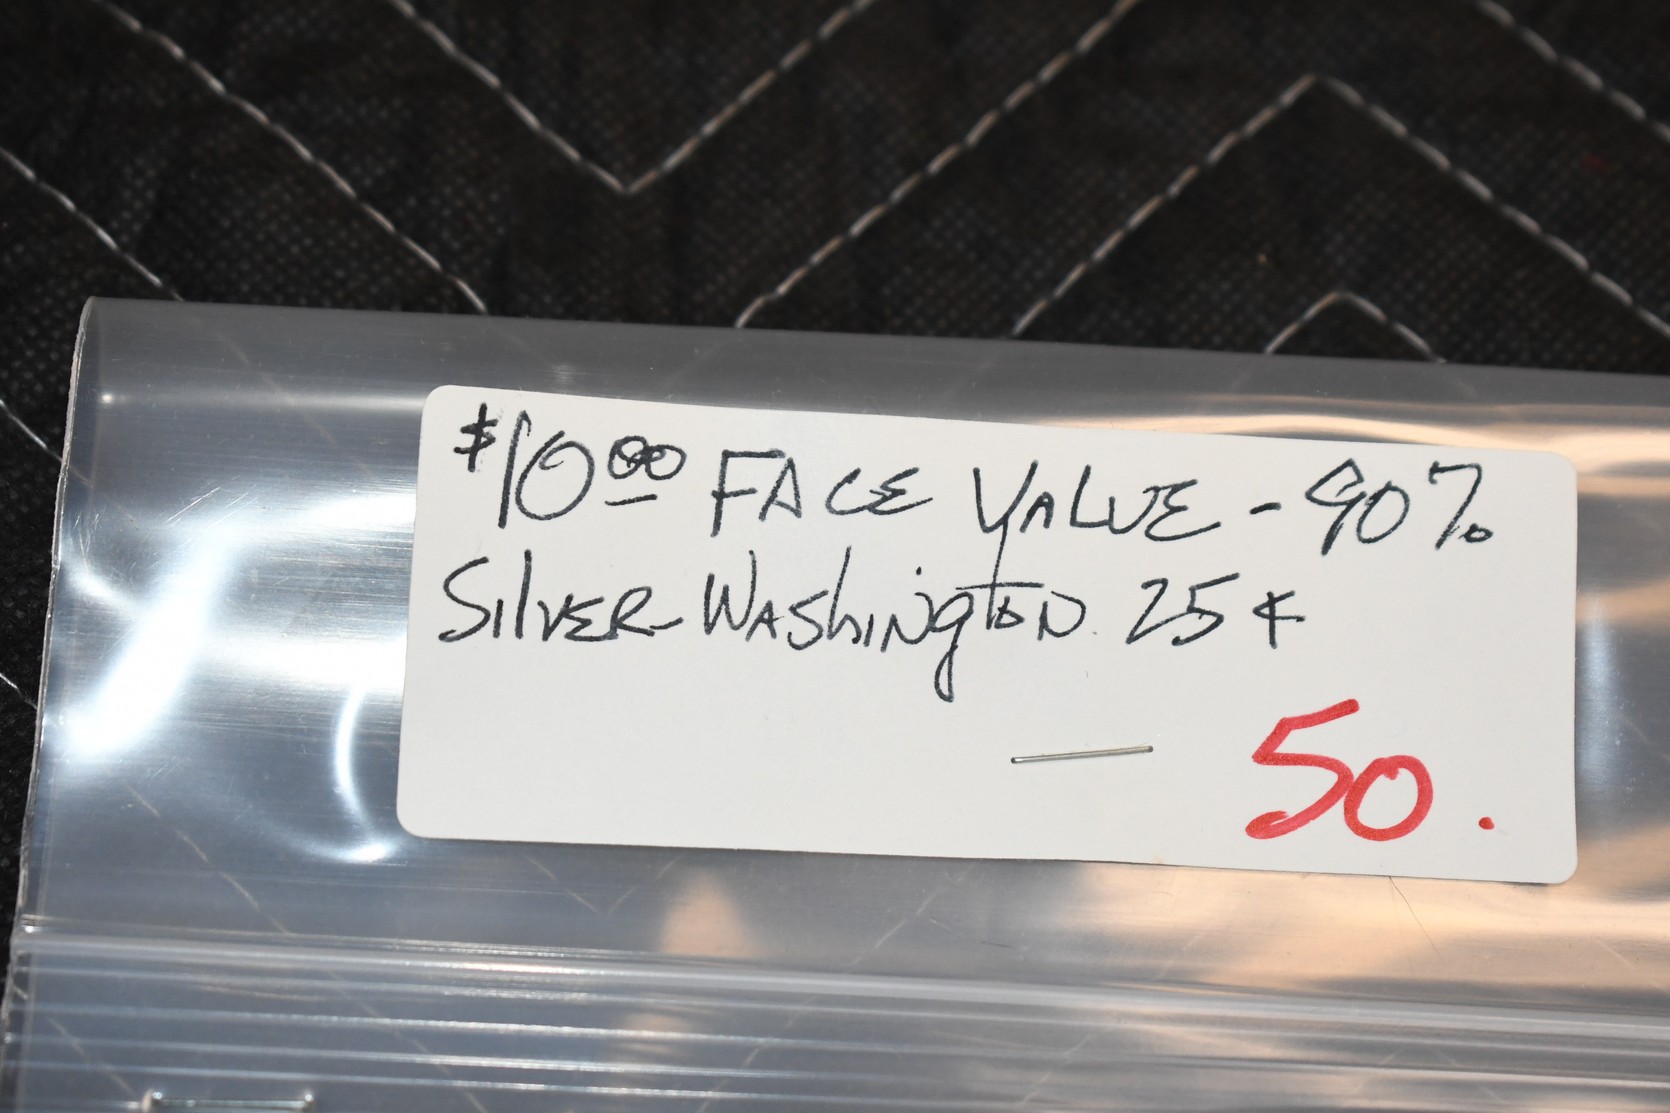 $10.00 FACE VALUE - 90%
SilVER WAShiNgtoN 25¢
50.